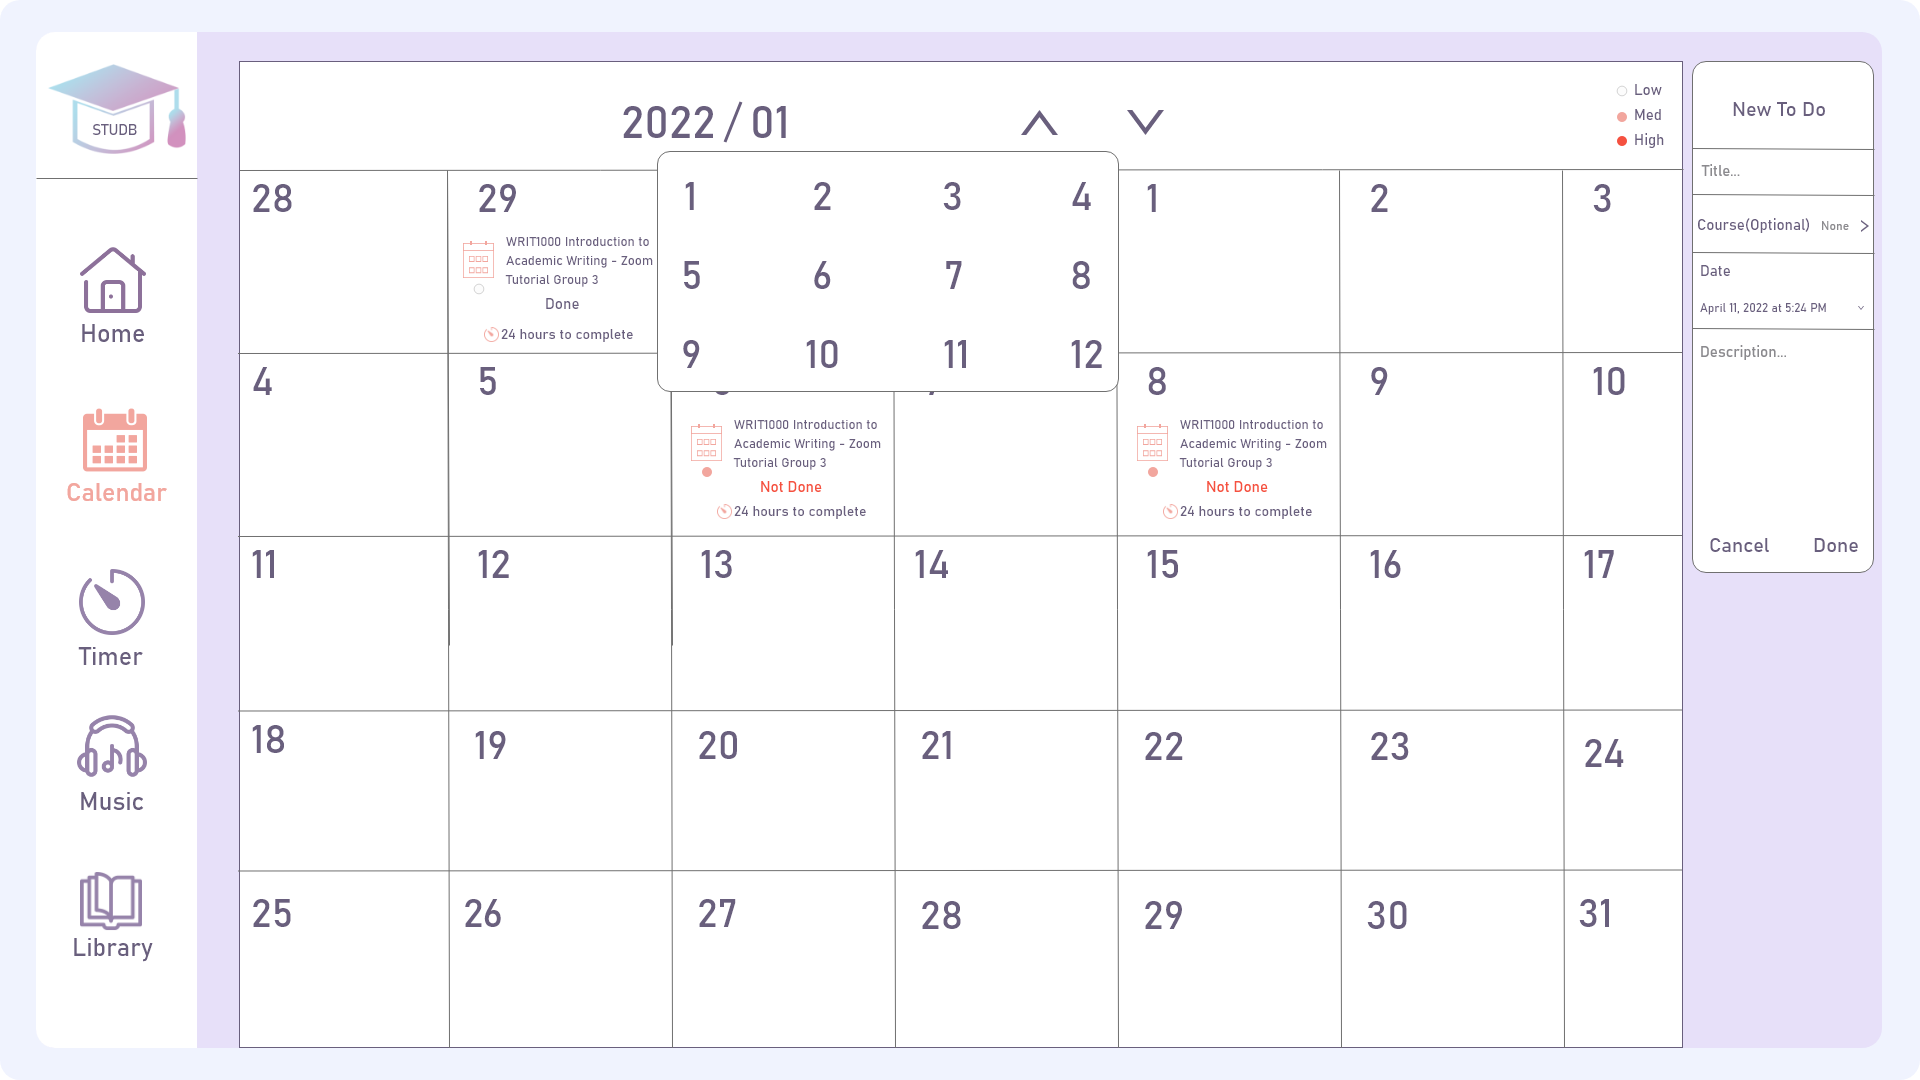 STUDB
Home
Calendar
Timer
Music
Library
2022 / 01
Low
Med
High
1 2 3 4
5 6 7 8
9 10 11 12
28 29 1 2 3
WRIT1000 Introduction to
Academic Writing - Zoom
Tutorial Group 3
Done
24 hours to complete
4 5 8 9 10
WRIT1000 Introduction to
Academic Writing - Zoom
Tutorial Group 3
Not Done
24 hours to complete
WRIT1000 Introduction to
Academic Writing - Zoom
Tutorial Group 3
Not Done
24 hours to complete
11 12 13 14 15 16 17
18 19 20 21 22 23 24
25 26 27 28 29 30 31
New To Do
Title...
Course(Optional) None
Date
April 11, 2022 at 5:24 PM
Description...
Cancel Done